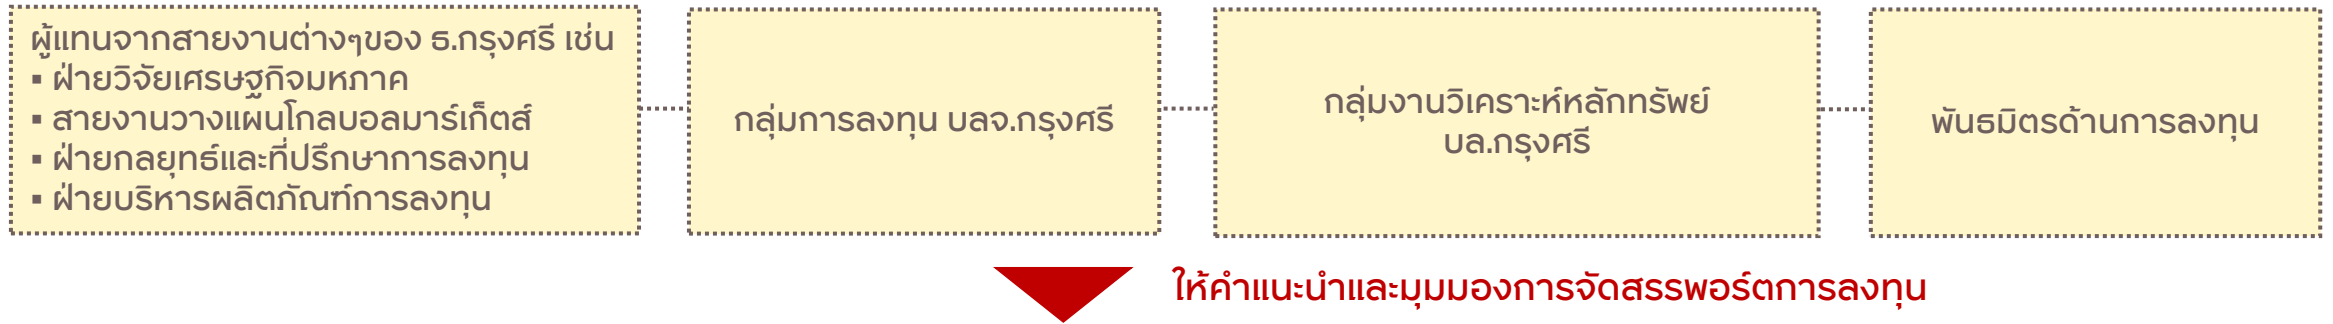 ผู้แทนจากสายงานต่างๆของ ธ.กรุงศรี เช่น
▪ ฝ่ายวิจัยเศรษฐกิจมหภาค
▪ สายงานวางแผนโกลบอลมาร์เก็ตส์
▪ ฝ่ายกลยุทธ์และที่ปรึกษาการลงทุน
▪ ฝ่ายบริหารผลิตภัณฑ์การลงทุน
กลุ่มการลงทุน บลจ.กรุงศรี
กลุ่มงานวิเคราะห์หลักทรัพย์
บล.กรุงศรี
พันธมิตรด้านการลงทุน
ให้คำแนะนำและมุมมองการจัดสรรพอร์ตการลงทุน